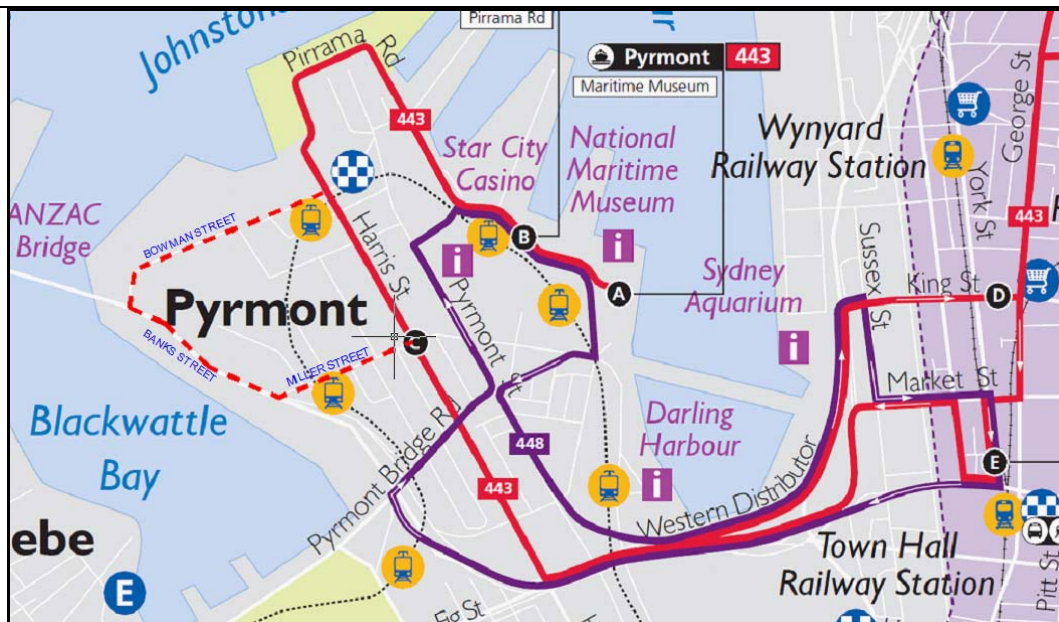 Johnston
Pirrama Rd
Pirrama Rd
Pyrmont 443
Maritime Museum
443
Star City
Casino
National
Maritime
Museum
Wynyard
Railway Station
York St
George St
443
ANZAC
Bridge
BOWMAN STREET
Harris St
B
i
i
A
Sydney
Aquarium
i
Sussex St
King St
D
Pyrmont
C
Pyrmont St
BANKS STREET
MILLER STREET
Market St
Blackwattle
Bay
Pyrmont Bridge Rd
448
443
Darling
Harbour
i
Western Distributor
E
ebe
E
Town Hall
Railway Station
Pitt St
Fig St